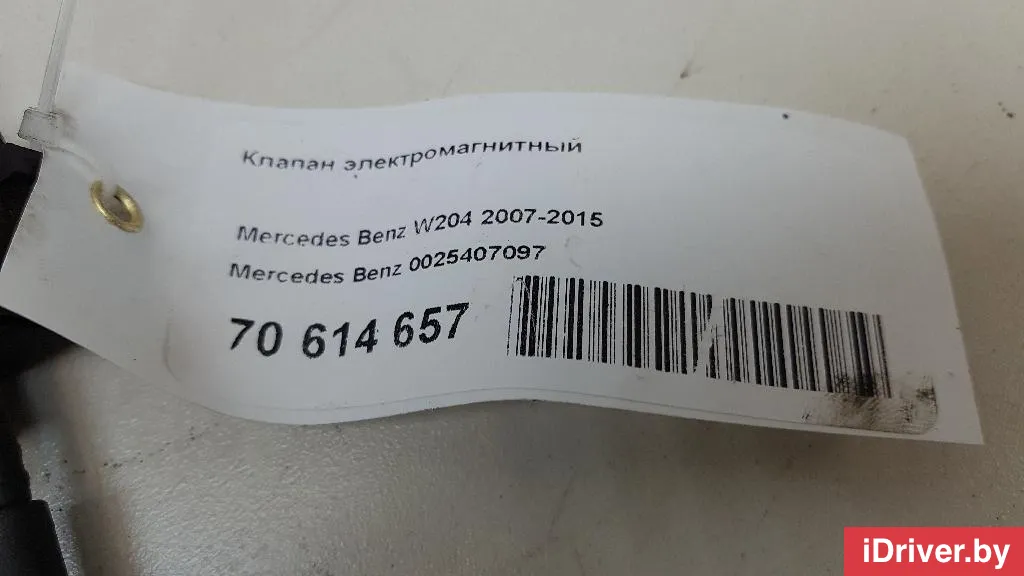 Клапан электромагнитный
Mercedes Benz W204 2007-2015
Mercedes Benz 0025407097
70 614 657
iDriver.by